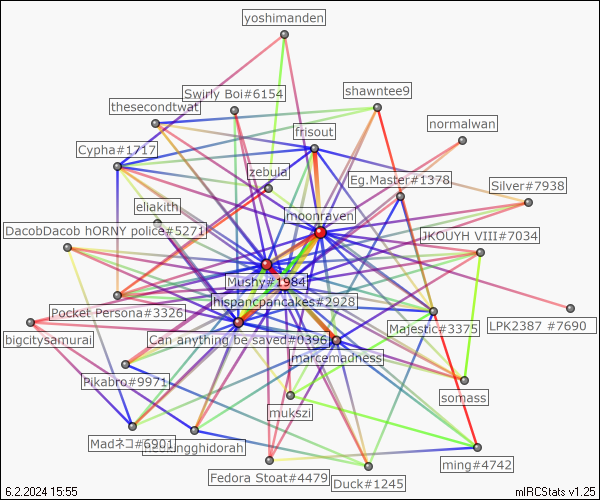 yoshimanden
Swirly Boi#6154
shawntee9
thesecondtwat
normalwan
frisout
Cypha#1717
zebula
Eg.Master#1378
Silver#7938
eliakith
moonraven
DacobDacob hORNY police#5271
JKOUYH VIII#7034
Mushy#1984
hispancpancakes#2928
Pocket Persona#3326
Majestic#3375
LPK2387 #7690
bigcitysamurai
Can anything be saved#0396
marcemadness
Pikabro#9971
somass
mukszi
Madネコ#6901
ghidorah
Fedora Stoat#4479
ming#4742
Duck#1245
6.2.2024 15:55
mIRCStats v1.25